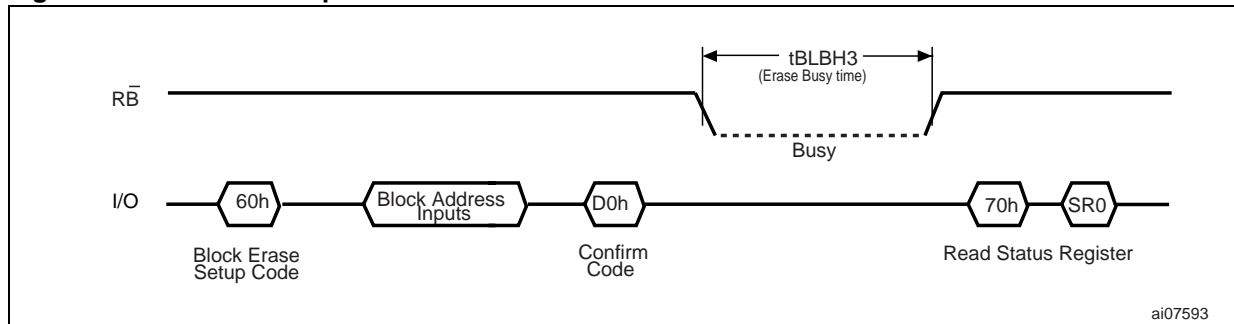 tBLBH3
(Erase Busy time)
RB̅
Busy
I/O
60h
Block Address
Inputs
D0h
70h
SR0
Block Erase
Setup Code
Confirm
Code
Read Status Register
ai07593